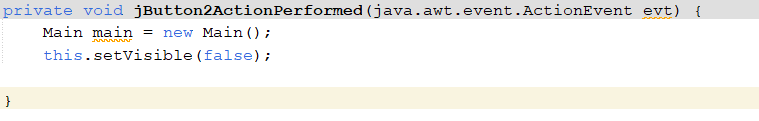 private void jButton2ActionPerformed(java.awt.event.ActionEvent evt) {
Main main = new Main();
this.setVisible(false);
}